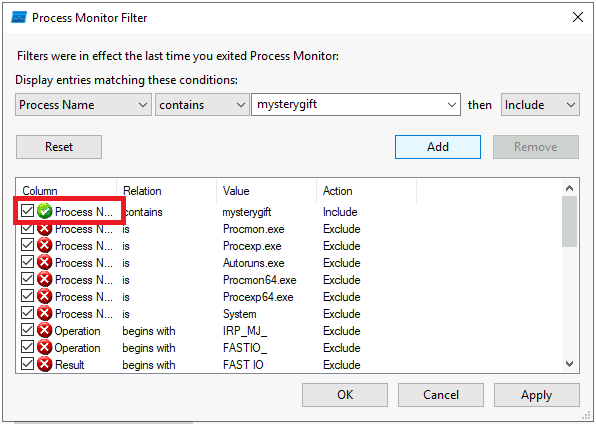 Process Monitor Filter
Filters were in effect the last time you exited Process Monitor:
Display entries matching these conditions:
Process Name contains mysterygift then Include
Reset Add Remove
Column Relation Value Action
Process N... contains mysterygift Include
Process N... is Procmon.exe Exclude
Process N... is Procexp.exe Exclude
Process N... is Autoruns.exe Exclude
Process N... is Procmon64.exe Exclude
Process N... is Procexp64.exe Exclude
Process N... is System Exclude
Operation begins with IRP_MJ_ Exclude
Operation begins with FASTIO_ Exclude
Result begins with FAST IO Exclude
OK Cancel Apply